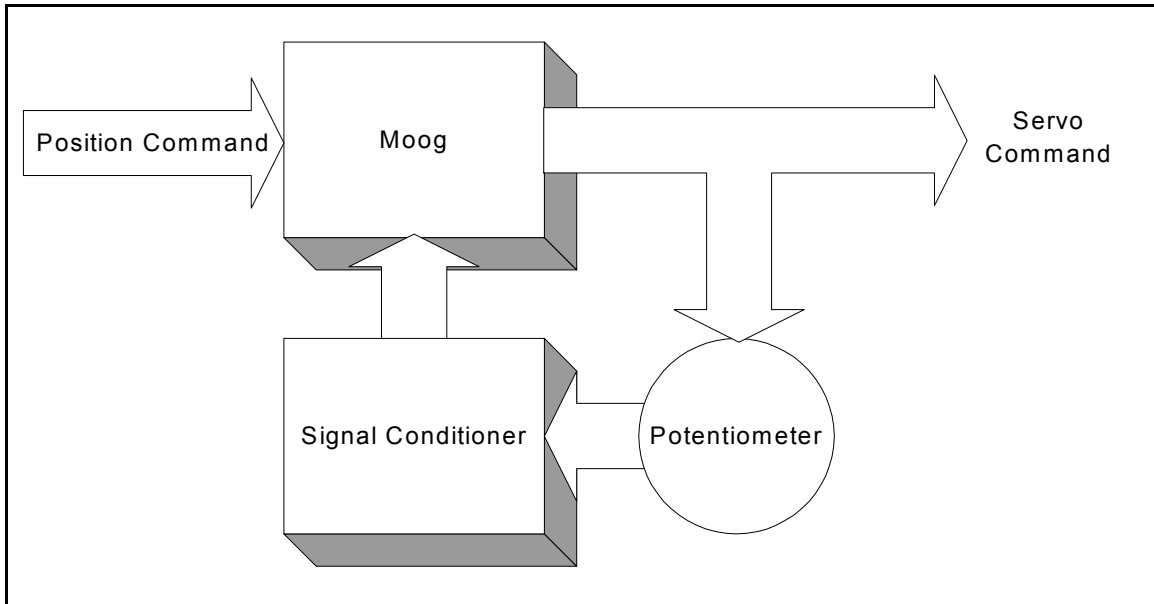 Position Command
Moog
Servo
Command
Signal Conditioner
Potentiometer